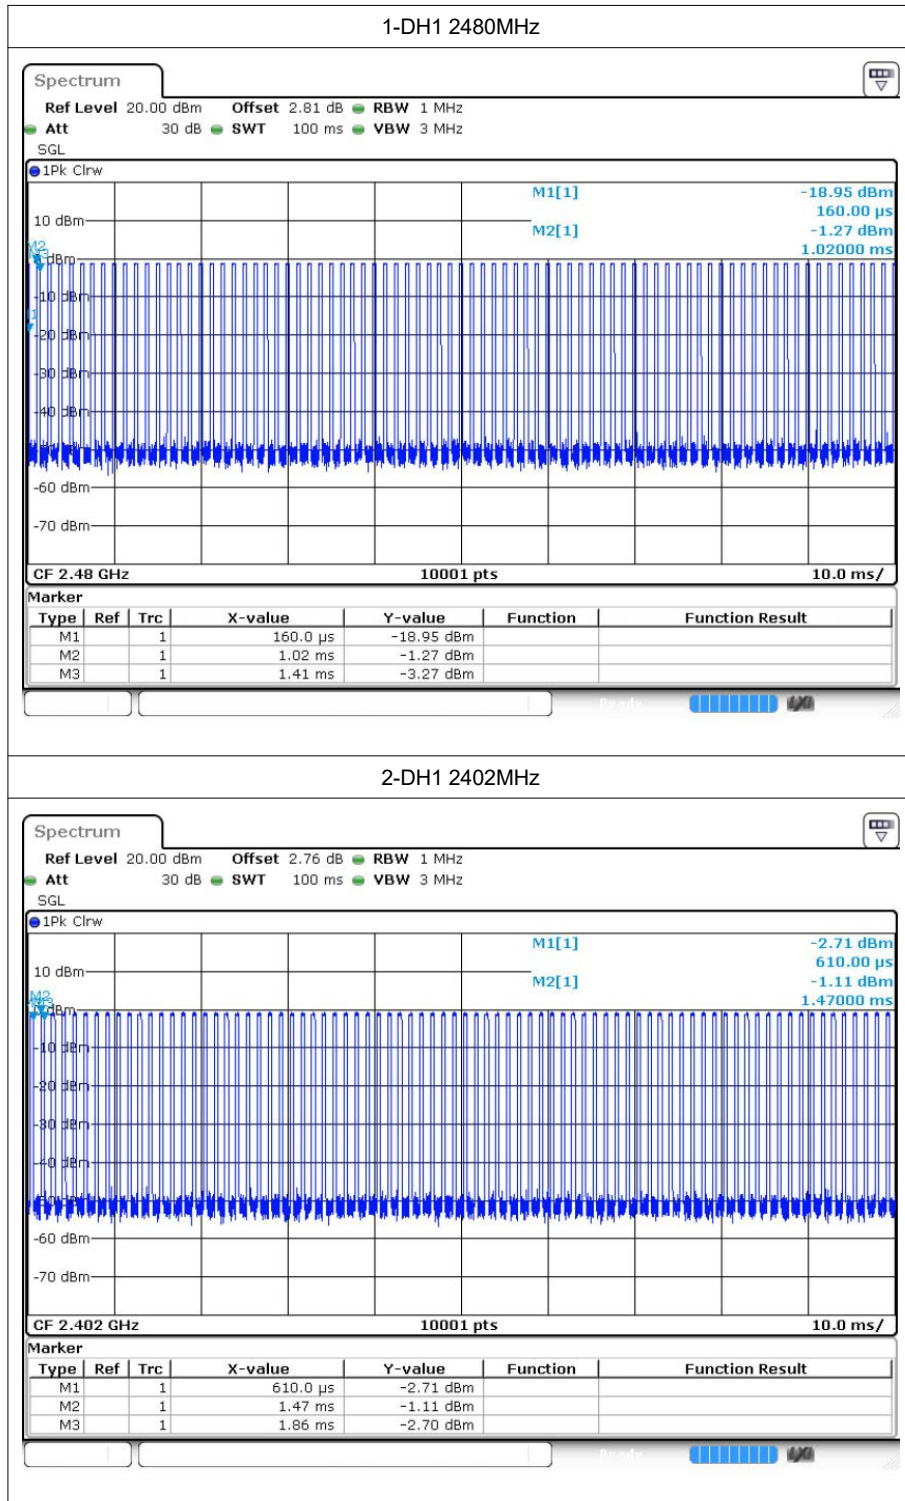 1-DH1 2480MHz
Spectrum
Ref Level 20.00 dBm Offset 2.81 dB RBW 1 MHz
Att 30 dB SWT 100 ms VBW 3 MHz
SGL
1Pk Clrw
M1[1] -18.95 dBm
160.00 µs
10 dBm
M2[1] -1.27 dBm
1.02000 ms
M2
-10 dBm
-20 dBm
-30 dBm
-40 dBm
-60 dBm
-70 dBm
CF 2.48 GHz 10001 pts 10.0 ms/
Marker
Type Ref Trc X-value Y-value Function Function Result
M1 1 160.0 µs -18.95 dBm
M2 1 1.02 ms -1.27 dBm
M3 1 1.41 ms -3.27 dBm
Ready
2-DH1 2402MHz
Spectrum
Ref Level 20.00 dBm Offset 2.76 dB RBW 1 MHz
Att 30 dB SWT 100 ms VBW 3 MHz
SGL
1Pk Clrw
M1[1] -2.71 dBm
610.00 µs
10 dBm
M2[1] -1.11 dBm
1.47000 ms
M2
-10 dBm
-20 dBm
-30 dBm
-40 dBm
-60 dBm
-70 dBm
CF 2.402 GHz 10001 pts 10.0 ms/
Marker
Type Ref Trc X-value Y-value Function Function Result
M1 1 610.0 µs -2.71 dBm
M2 1 1.47 ms -1.11 dBm
M3 1 1.86 ms -2.70 dBm
Ready